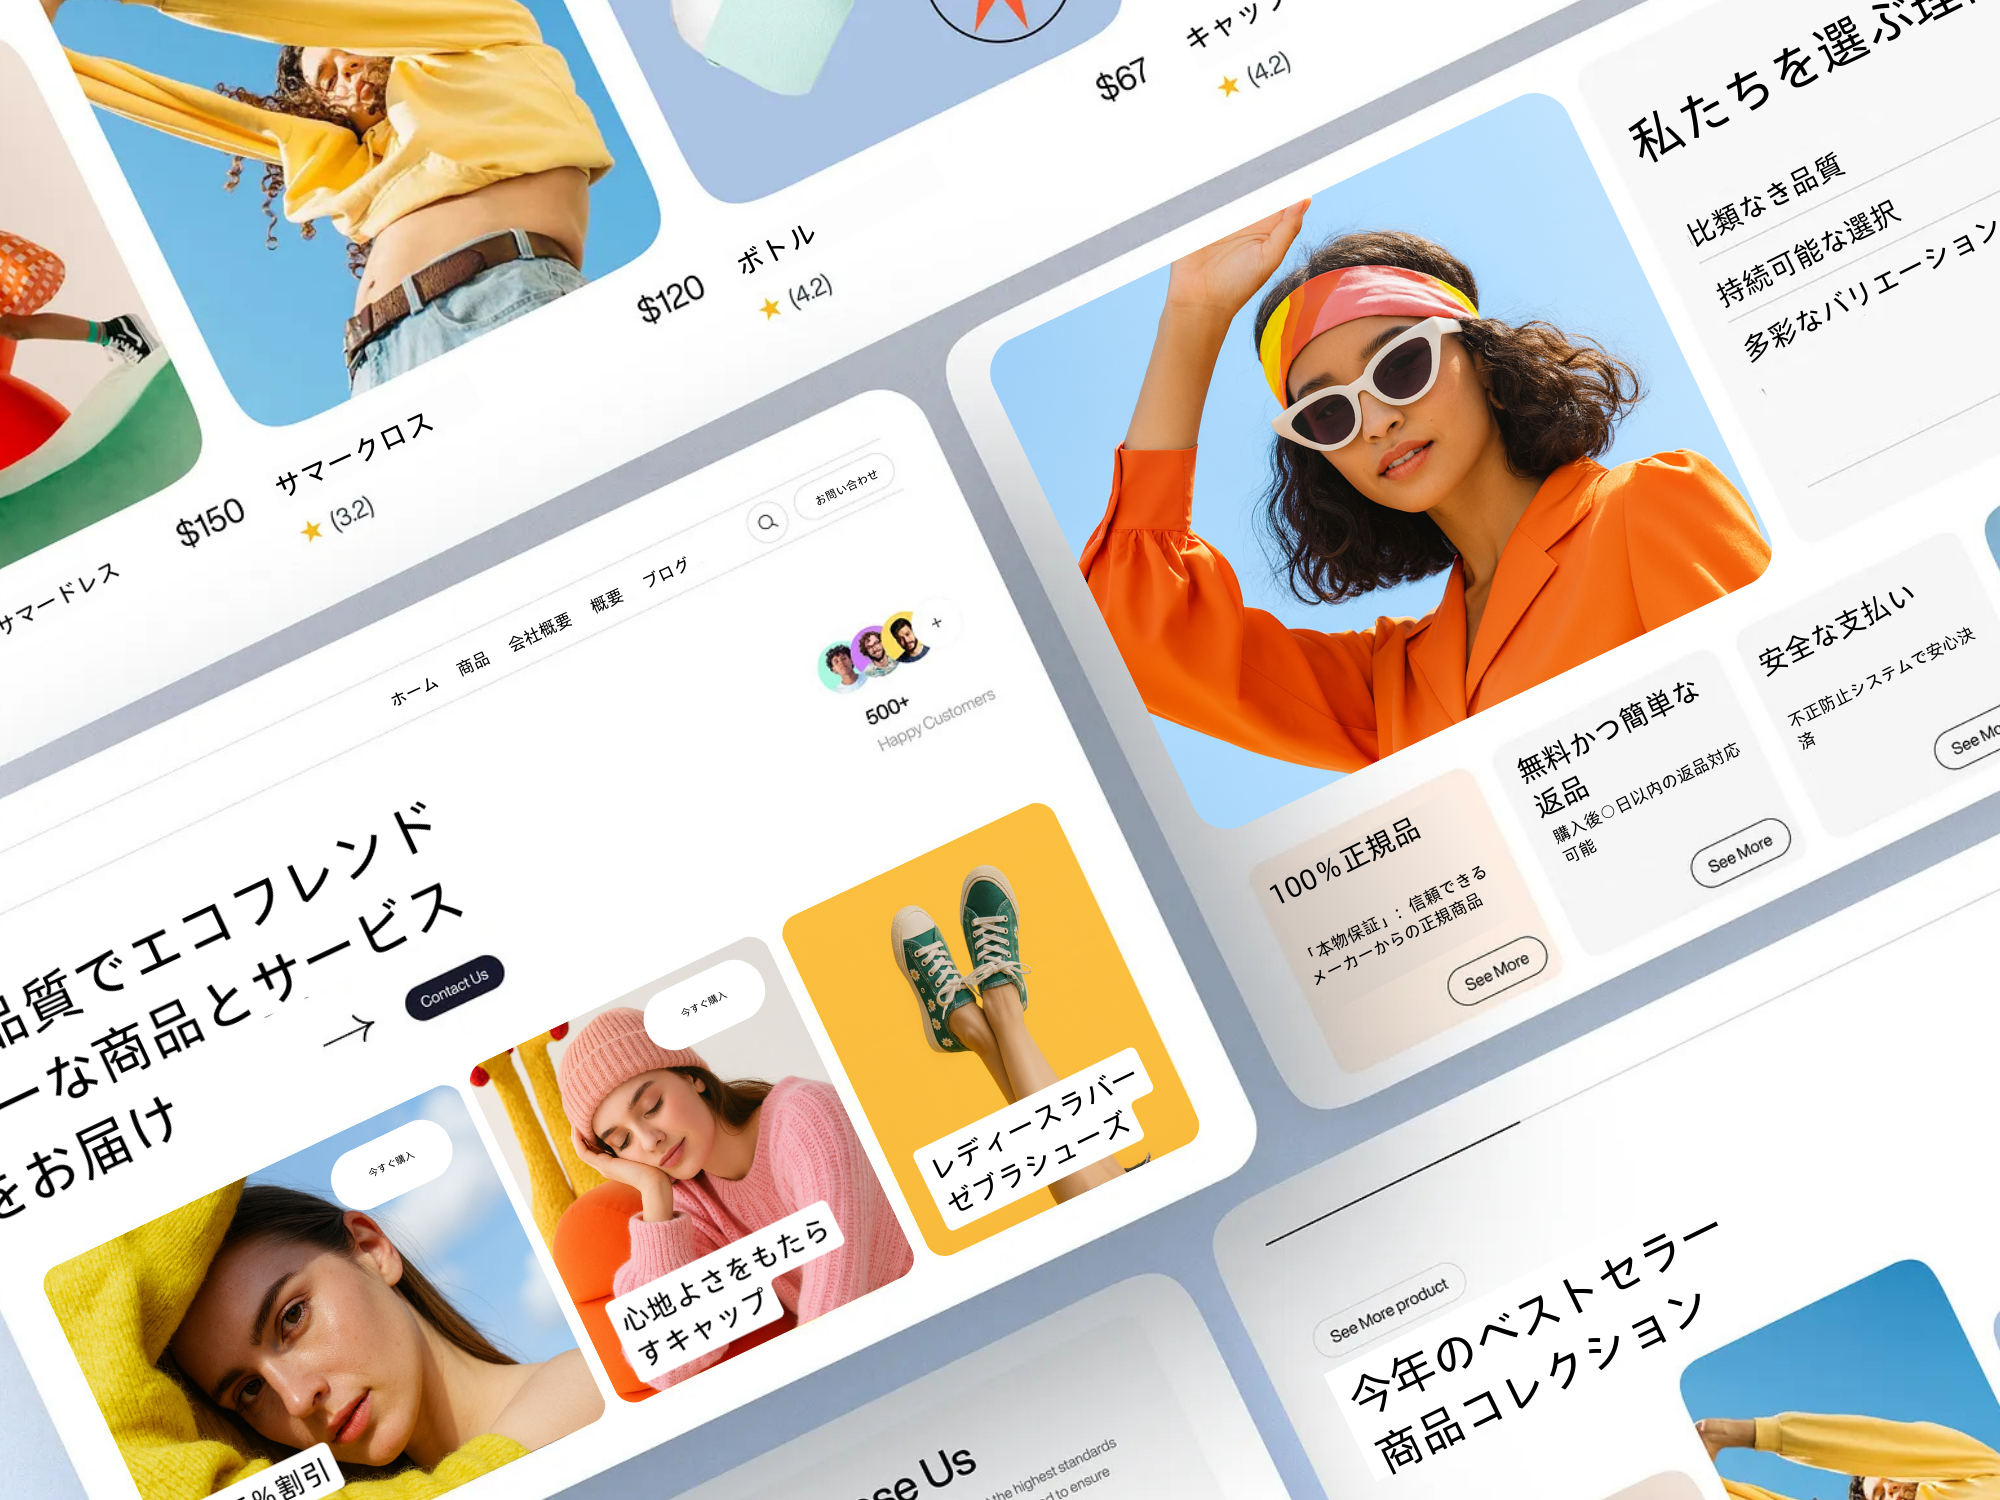 キャップ
$67
★ (4.2)
ボトル
$120
★ (4.2)
サマークロス
$150
★ (3.2)
サマードレス
私たちを選ぶ理
比類なき品質
持続可能な選択
多彩なバリエーション
安全な支払い
不正防止システムで安心決
済
See Mo
無料かつ簡単な
返品
購入後○日以内の返品対応
可能
See More
100%正規品
「本物保証」：信頼できる
メーカーからの正規商品
See More
お問い合わせ
ホーム 商品 会社概要 概要 ブログ
+
500+
Happy Customers
品質でエコフレンド
ーな商品とサービス
をお届け
Contact Us
今すぐ購入
%割引
今すぐ購入
心地よさをもたら
すキャップ
レディースラバー
ゼブラシューズ
Us
the highest standards
to ensure
See More product
今年のベストセラー
商品コレクション